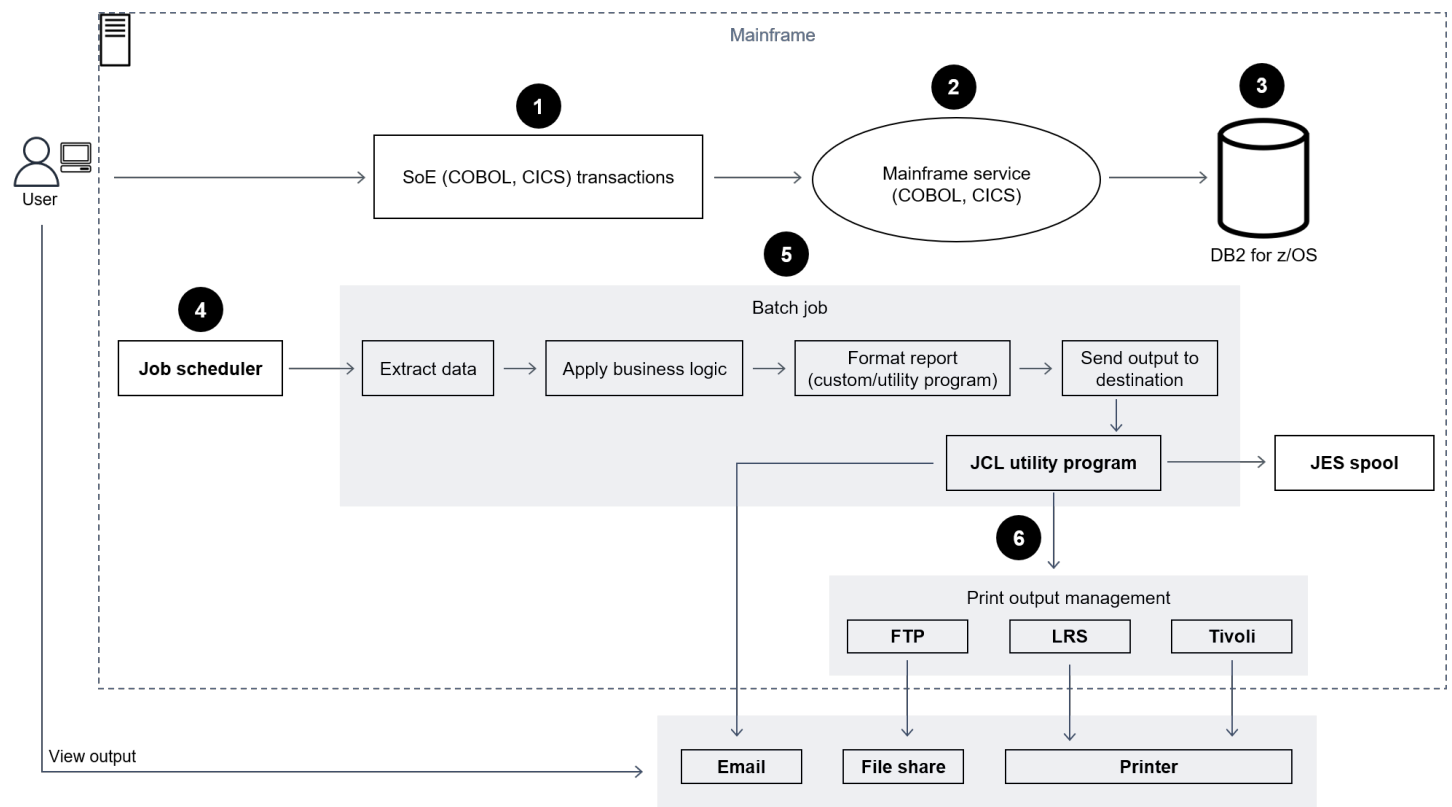 Mainframe
1
2
3
User
SoE (COBOL, CICS) transactions
Mainframe service
(COBOL, CICS)
DB2 for z/OS
4
5
Batch job
Job scheduler
Extract data
Apply business logic
Format report
(custom/utility program)
Send output to
destination
JCL utility program
JES spool
6
Print output management
FTP
LRS
Tivoli
View output
Email
File share
Printer